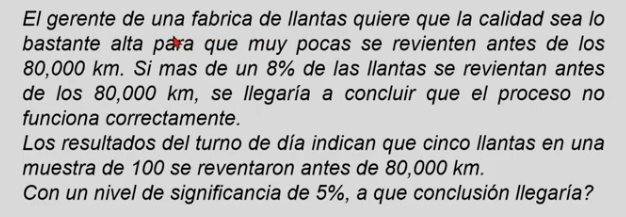 El gerente de una fabrica de llantas quiere que la calidad sea lo
bastante alta para que muy pocas se revienten antes de los
80,000 km. Si mas de un 8% de las llantas se revientan antes
de los 80,000 km, se llegaría a concluir que el proceso no
funciona correctamente.
Los resultados del turno de día indican que cinco llantas en una
muestra de 100 se reventaron antes de 80,000 km.
Con un nivel de significancia de 5%, a que conclusión llegaría?